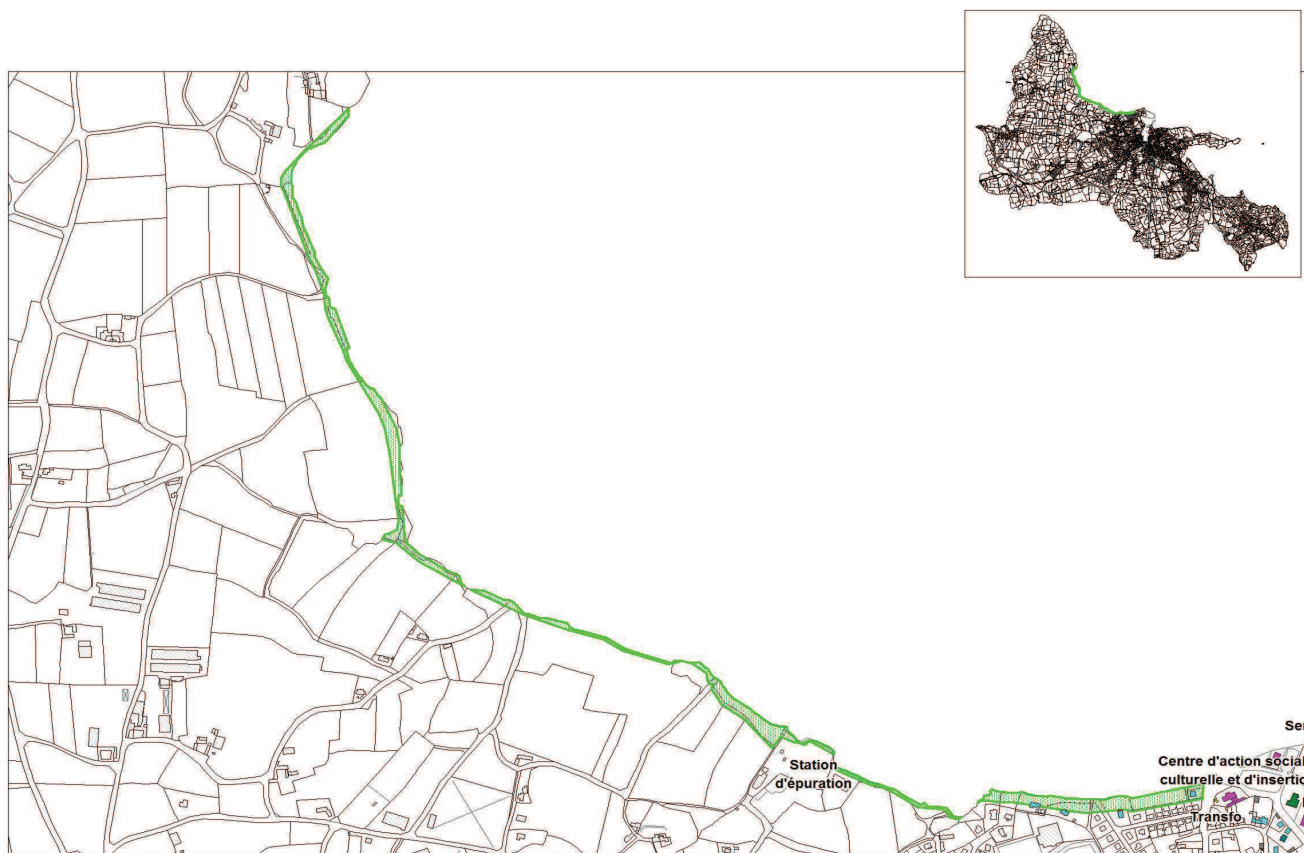 Station
d'épuration
Centre d'action social
culturelle et d'insertio
Transfo